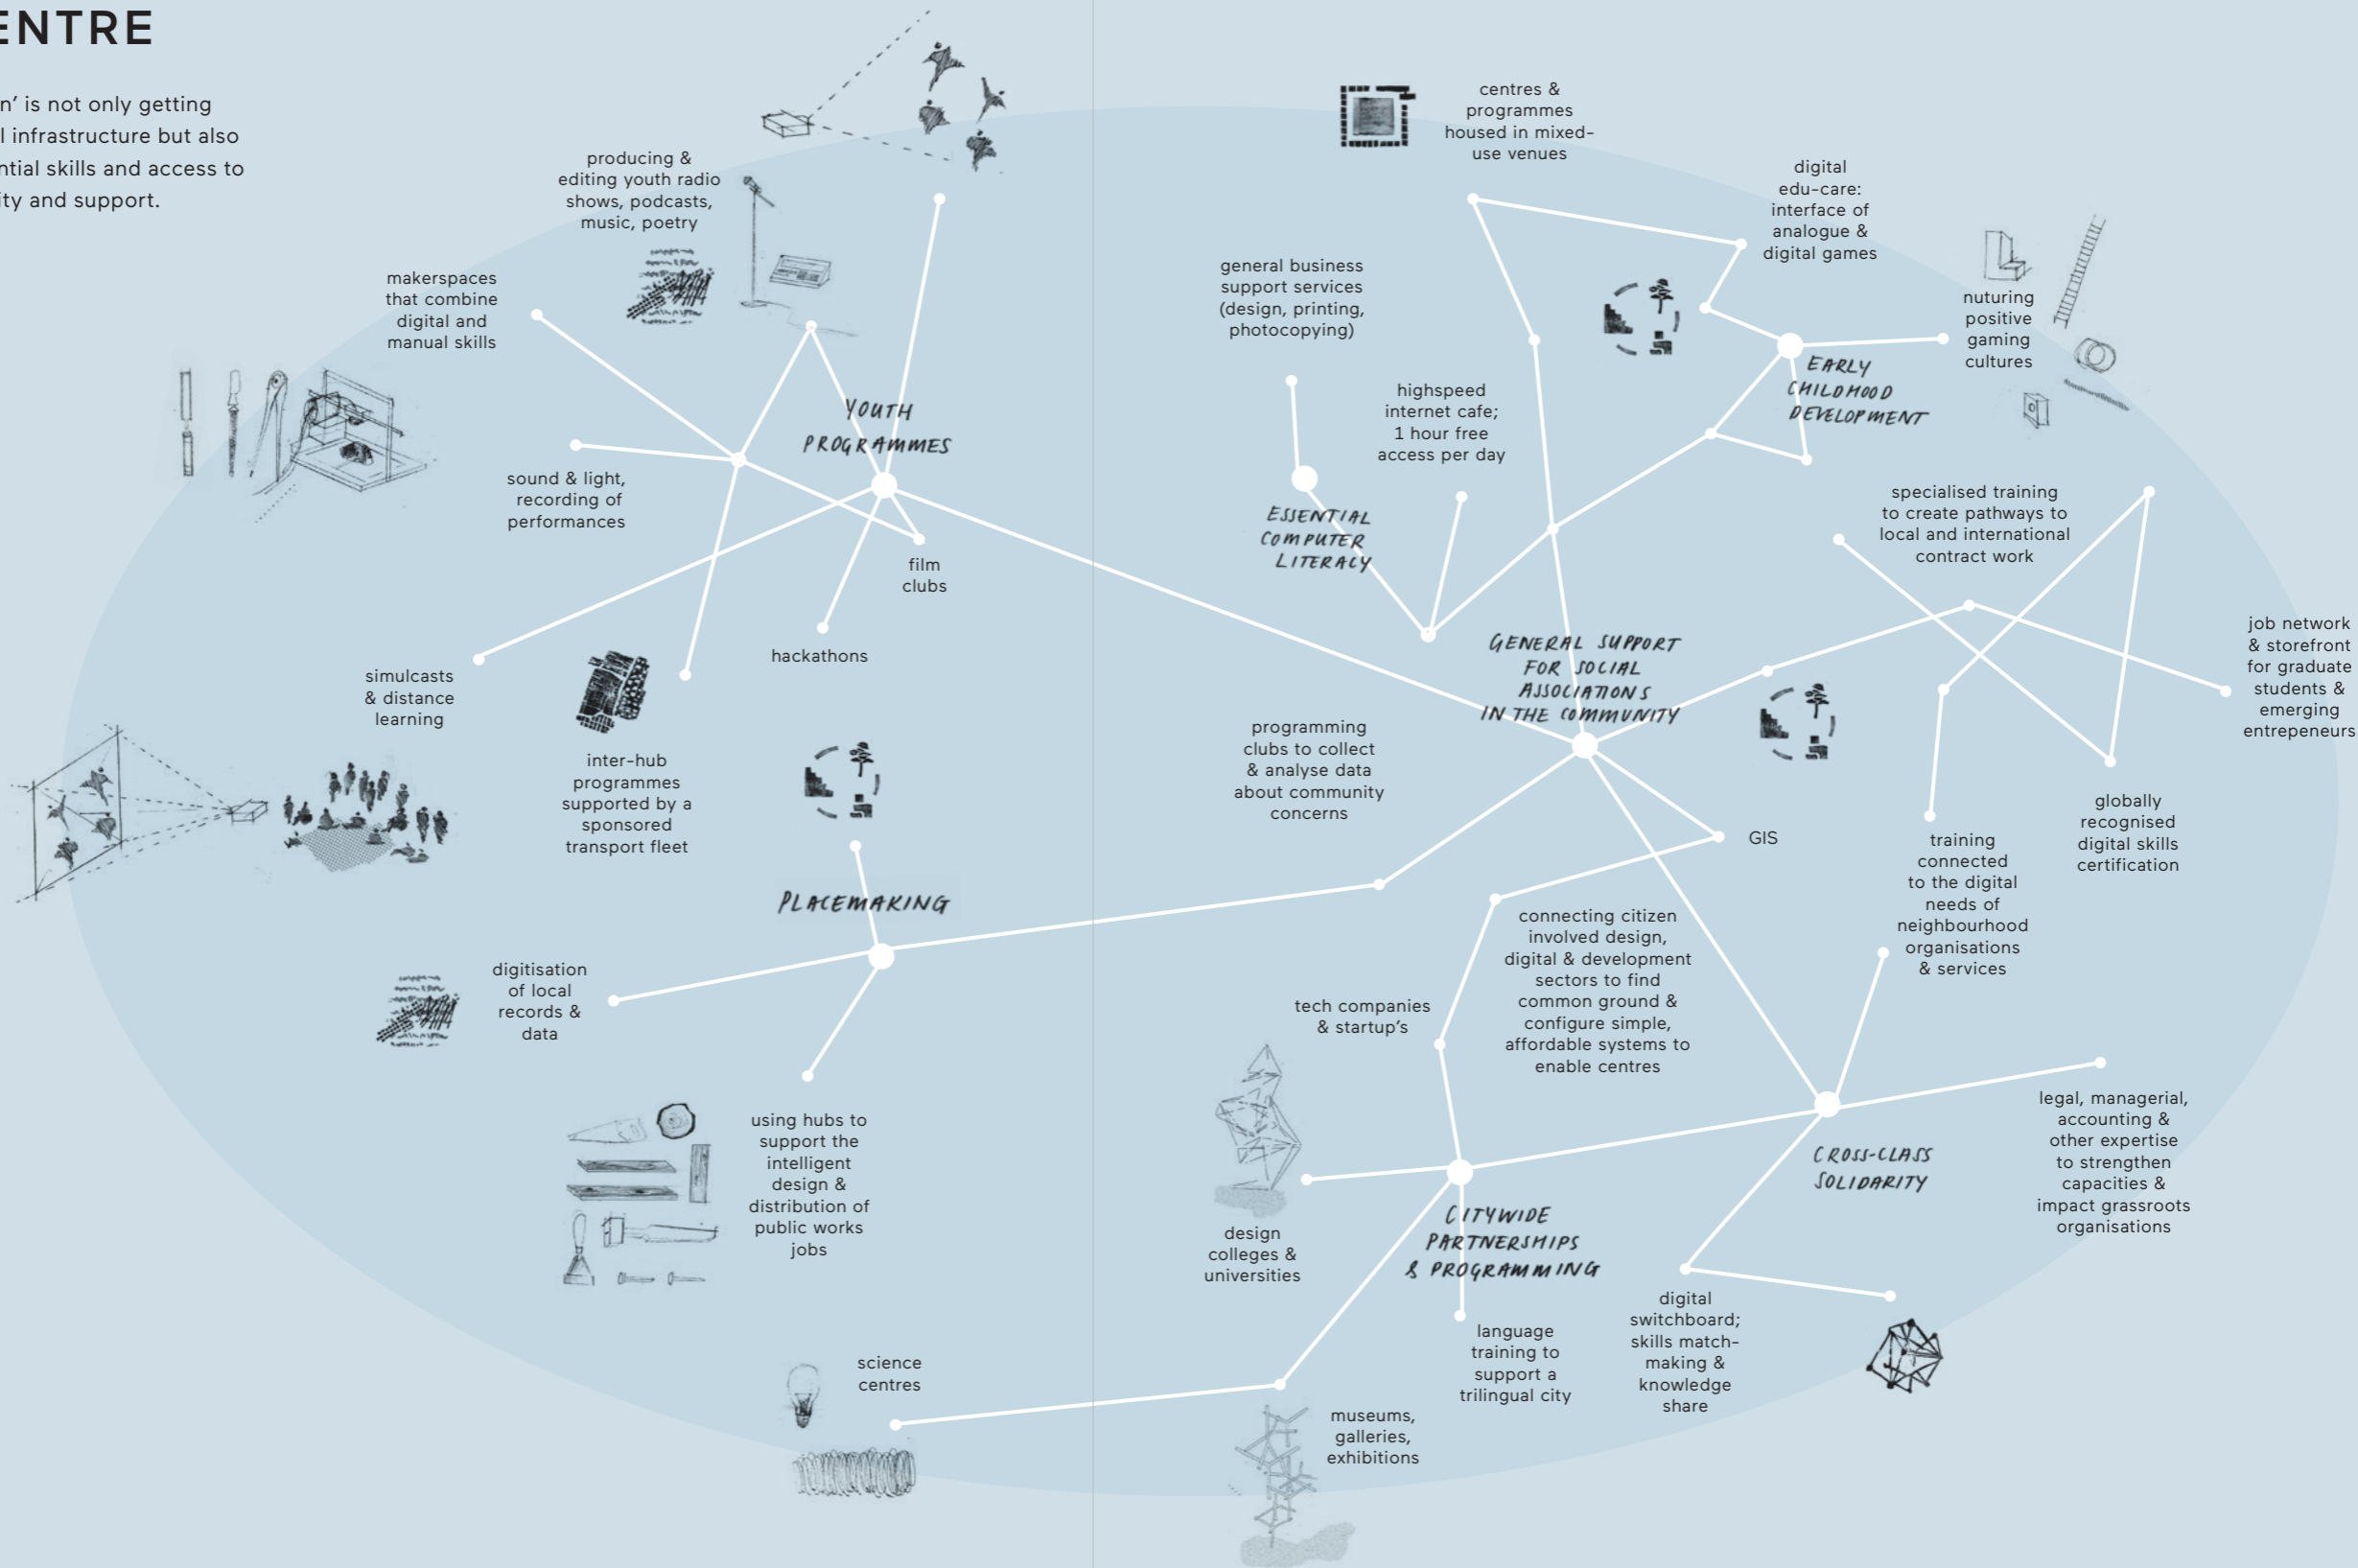 ENTRE
n’ is not only getting
l infrastructure but also
ntial skills and access to
ity and support.
producing &
editing youth radio
shows, podcasts,
music, poetry
makerspaces
that combine
digital and
manual skills
YOUTH
PROGRAMMES
sound & light,
recording of
performances
film
clubs
hackathons
simulcasts
& distance
learning
inter-hub
programmes
supported by a
sponsored
transport fleet
PLACEMAKING
digitisation
of local
records &
data
using hubs to
support the
intelligent
design &
distribution of
public works
jobs
science
centres
centres &
programmes
housed in mixed-
use venues
digital
edu-care:
interface of
analogue &
digital games
general business
support services
(design, printing,
photocopying)
nuturing
positive
gaming
cultures
EARLY
CHILDHOOD
DEVELOPMENT
highspeed
internet cafe;
1 hour free
access per day
ESSENTIAL
COMPUTER
LITERACY
specialised training
to create pathways to
local and international
contract work
job network
& storefront
for graduate
students &
emerging
entrepeneurs
GENERAL SUPPORT
FOR SOCIAL
ASSOCIATIONS
IN THE COMMUNITY
programming
clubs to collect
& analyse data
about community
concerns
GIS
globally
recognised
digital skills
certification
training
connected
to the digital
needs of
neighbourhood
organisations
& services
connecting citizen
involved design,
digital & development
sectors to find
common ground &
configure simple,
affordable systems to
enable centres
tech companies
& startup’s
legal, managerial,
accounting &
other expertise
to strengthen
capacities &
impact grassroots
organisations
CROSS-CLASS
SOLIDARITY
design
colleges &
universities
CITYWIDE
PARTNERSHIPS
& PROGRAMMING
digital
switchboard;
skills match-
making &
knowledge
share
language
training to
support a
trilingual city
museums,
galleries,
exhibitions